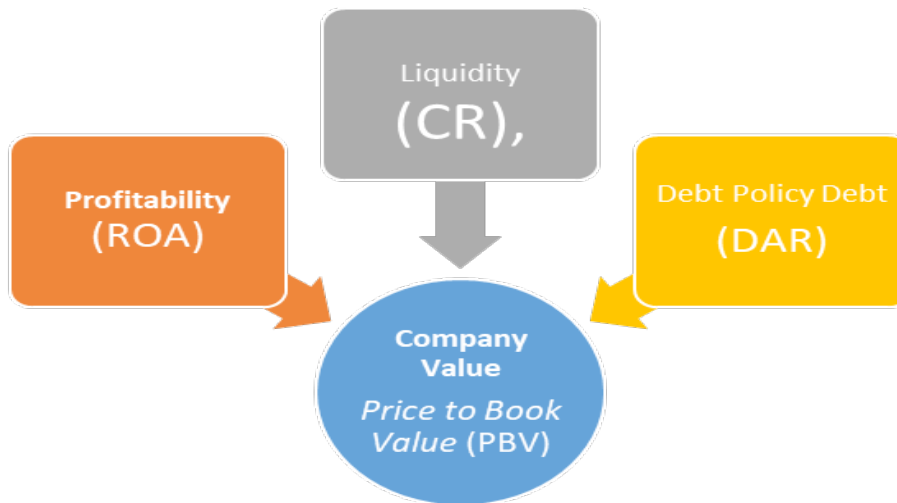 Liquidity
(CR),
Profitability
(ROA)
Debt Policy Debt
(DAR)
Company
Value
Price to Book
Value (PBV)